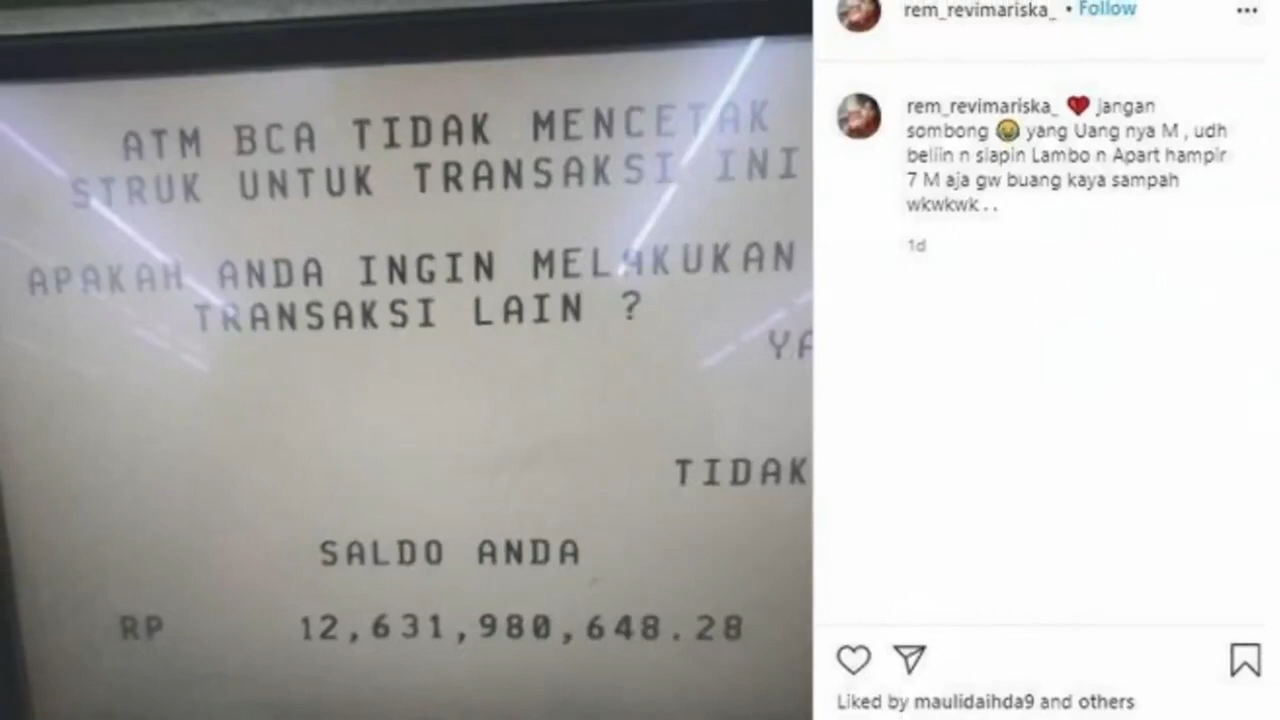 ATM BCA TIDAK MENCETAK
STRUK UNTUK TRANSAKSI INI
APAKAH ANDA INGIN MELAKUKAN
TRANSAKSI LAIN ?
YA
TIDAK
SALDO ANDA
RP 12,631,980,648.28
rem_revimariska_ • Follow
rem_revimariska_ ❤️ jangan
sombong 😭 yang Uang nya M , udh
beliin n siapin Lambo n Apart hampir
7 M aja gw buang kaya sampah
wkwkwk . .
1d
Liked by maulidaihda9 and others